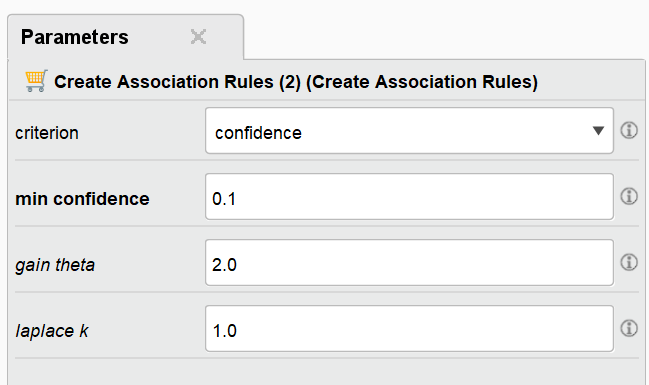 Parameters
Create Association Rules (2) (Create Association Rules)
criterion confidence
min confidence 0.1
gain theta 2.0
laplace k 1.0